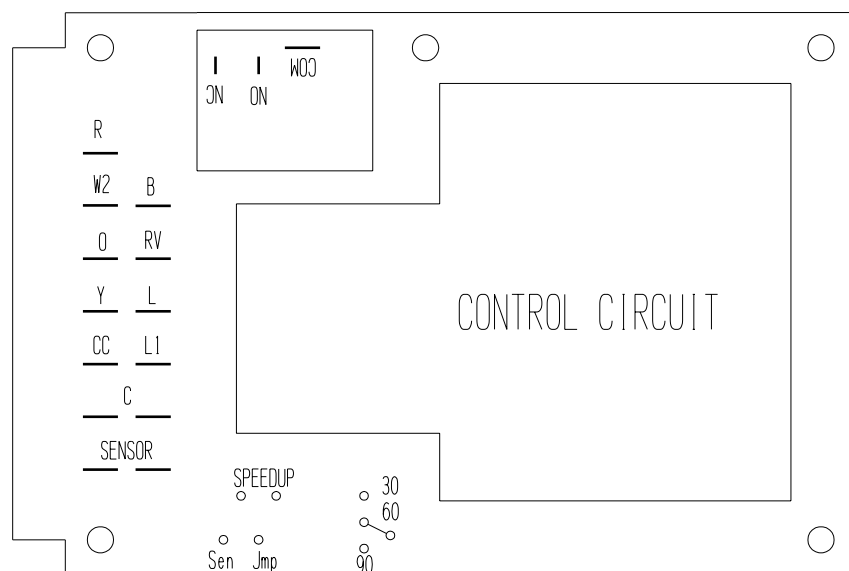 COM
NC
NO
R
W2
B
O
RV
Y
L
CC
L1
C
SENSOR
CONTROL CIRCUIT
SPEEDUP
30
60
90
Sen
Jmp